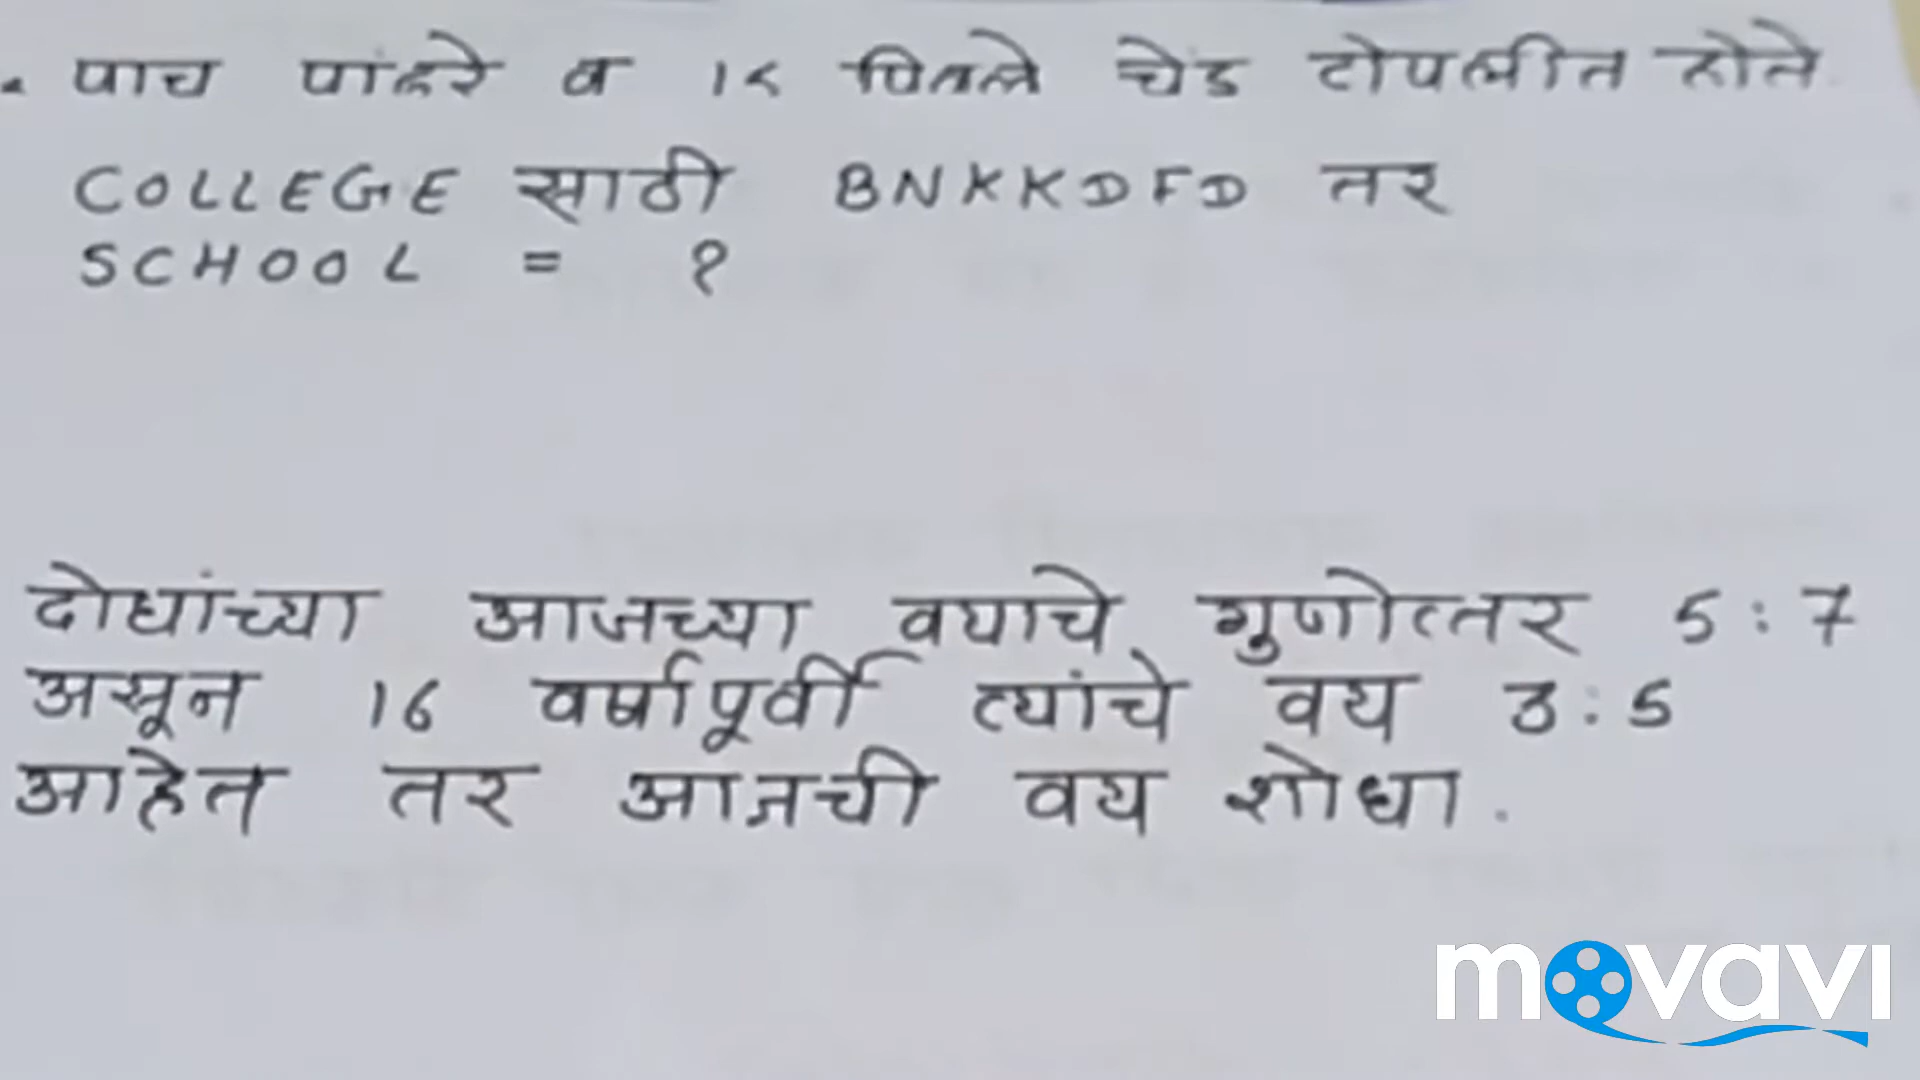 पाच पांढरे व 15 पिवळे चेंडू टोपलीत होते
COLLEGE साठी BNKKDFD तर
SCHOOL = ?
दोघांच्या आजच्या वयाचे गुणोत्तर 5:7
असून 16 वर्षापूर्वी त्यांचे वय 3:5
आहेत तर आजची वय शोधा.
movavi